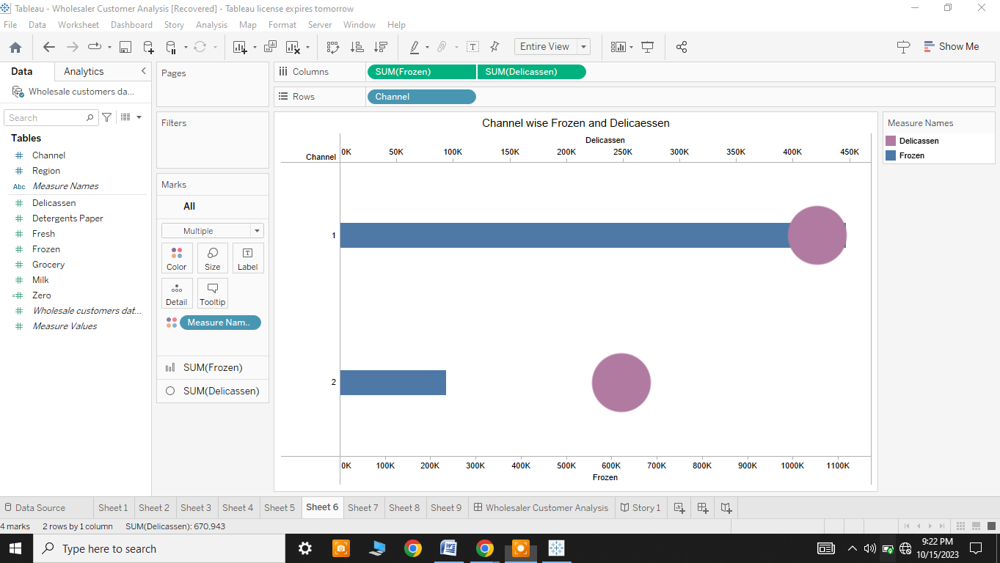 Tableau - Wholesaler Customer Analysis [Recovered] - Tableau license expires tomorrow
File Data Worksheet Dashboard Story Analysis Map Format Server Window Help
Entire View
Show Me
Data Analytics
Wholesale customers da...
Search
Tables
Channel
Region
Abc Measure Names
Delicassen
Detergents Paper
Fresh
Frozen
Grocery
Milk
Zero
Wholesale customers dat...
Measure Values
Pages
Filters
Marks
All
Multiple
Color Size Label
Detail Tooltip
Measure Nam..
SUM(Frozen)
SUM(Delicassen)
Columns SUM(Frozen) SUM(Delicassen)
Rows Channel
Channel wise Frozen and Delicaessen
Delicassen
Channel 0K 50K 100K 150K 200K 250K 300K 350K 400K 450K
1
2
0K 100K 200K 300K 400K 500K 600K 700K 800K 900K 1000K 1100K
Frozen
Measure Names
Delicassen
Frozen
Data Source Sheet 1 Sheet 2 Sheet 3 Sheet 4 Sheet 5 Sheet 6 Sheet 7 Sheet 8 Sheet 9 Wholesaler Customer Analysis Story 1
4 marks 2 rows by 1 column SUM(Delicassen): 670,943
Type here to search
9:22 PM
10/15/2023